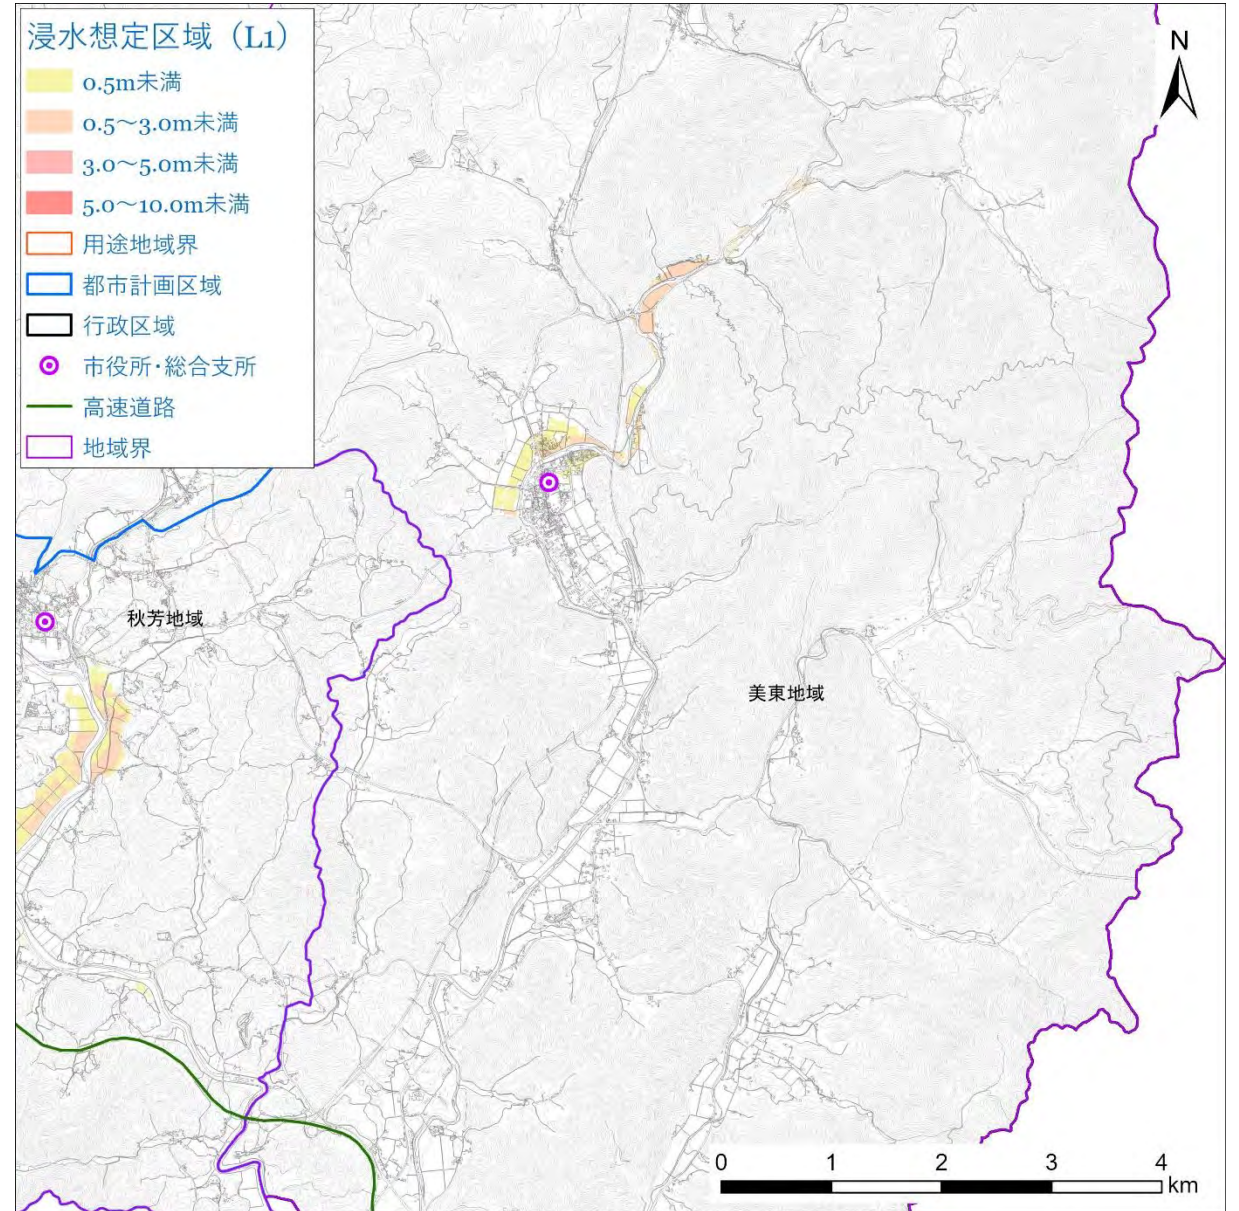 浸水想定区域（L1）
0.5m未満
0.5～3.0m未満
3.0～5.0m未満
5.0～10.0m未満
用途地域界
都市計画区域
行政区域
市役所・総合支所
高速道路
地域界
N
秋芳地域
美東地域
0 1 2 3 4
km